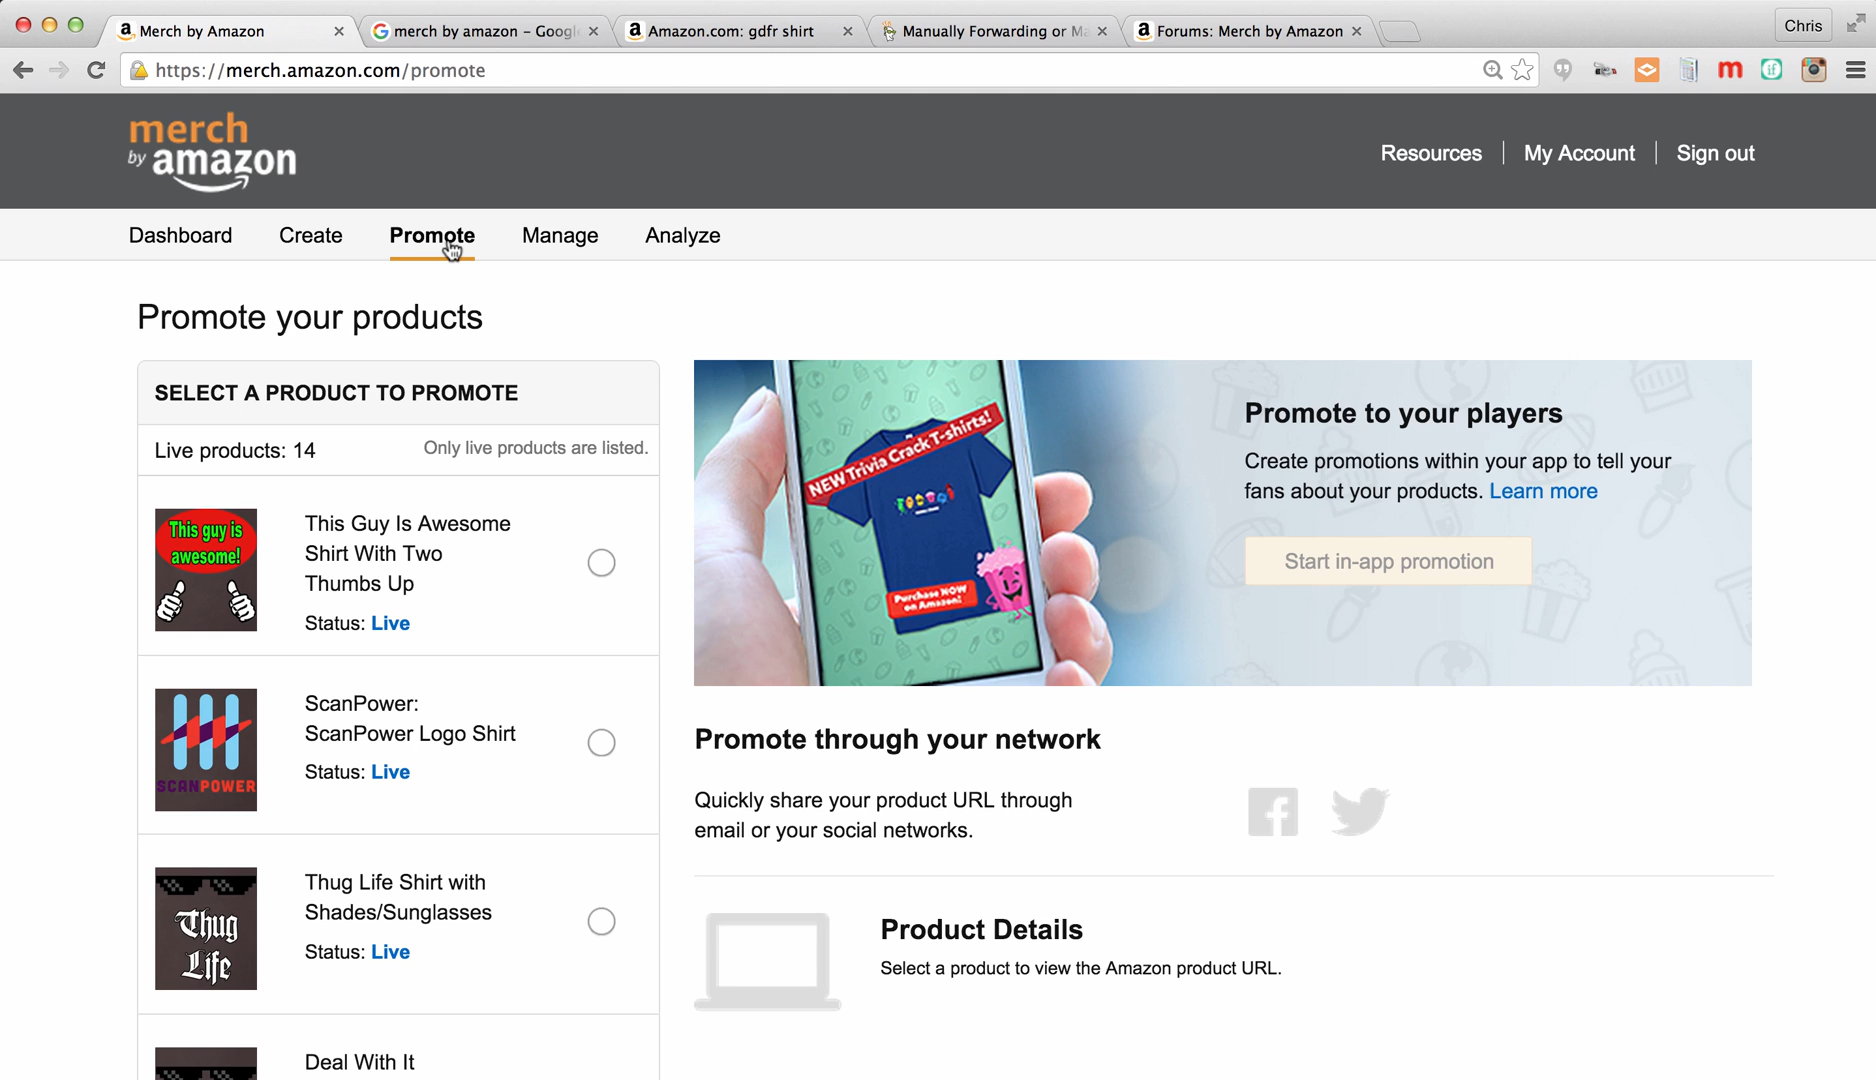 Merch by Amazon
merch by amazon - Googl
Amazon.com: gdfr shirt
Manually Forwarding or Ma
Forums: Merch by Amazon
Chris
https://merch.amazon.com/promote
merch
by amazon
Resources
My Account
Sign out
Dashboard
Create
Promote
Manage
Analyze
Promote your products
SELECT A PRODUCT TO PROMOTE
Live products: 14
Only live products are listed.
This guy is
awesome!
This Guy Is Awesome
Shirt With Two
Thumbs Up
Status: Live
SCANPOWER
ScanPower:
ScanPower Logo Shirt
Status: Live
Thug
Life
Thug Life Shirt with
Shades/Sunglasses
Status: Live
Deal With It
NEW Trivia Crack T-shirts!
Purchase NOW
on Amazon!
Promote to your players
Create promotions within your app to tell your
fans about your products. Learn more
Start in-app promotion
Promote through your network
Quickly share your product URL through
email or your social networks.
Product Details
Select a product to view the Amazon product URL.